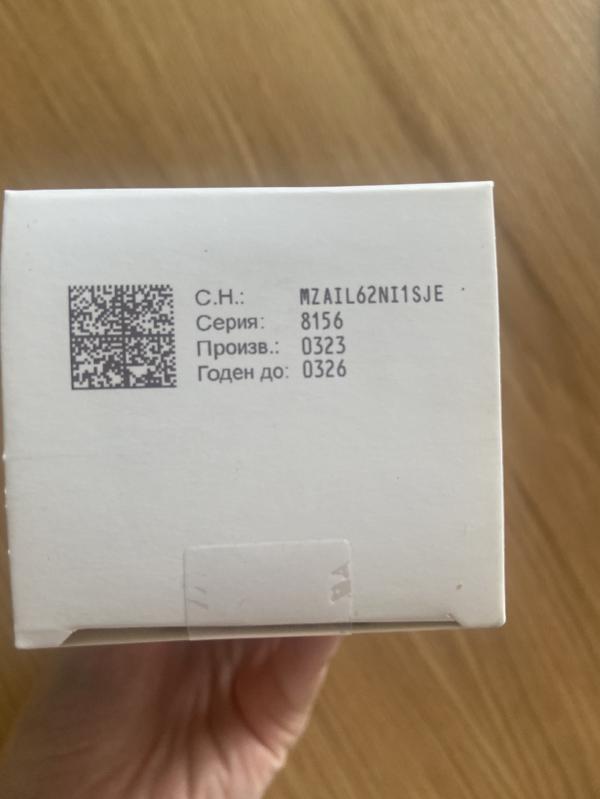 С.Н.: MZAIL62NI1SJE
Серия: 8156
Произв.: 0323
Годен до: 0326